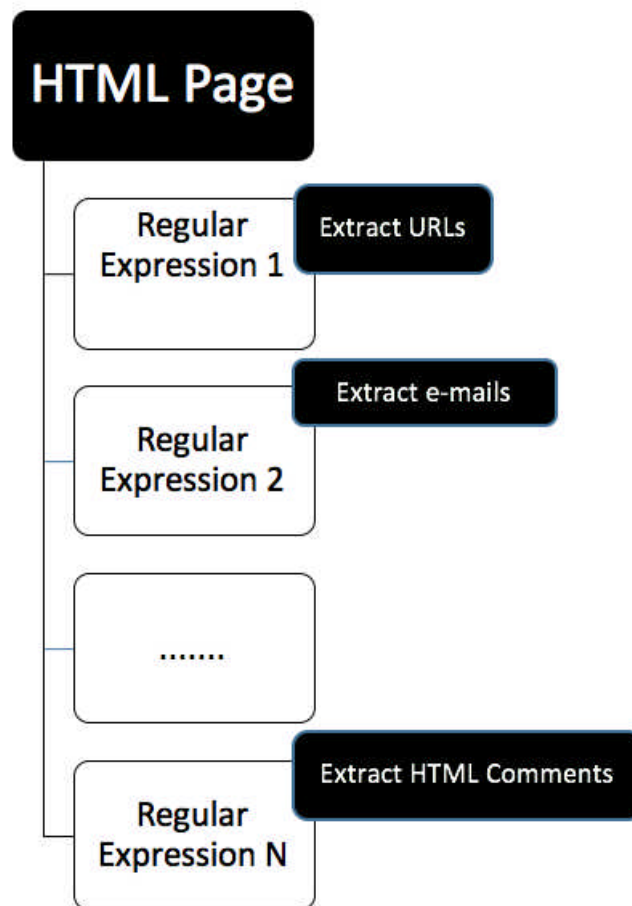 HTML Page
Regular
Expression 1
Extract URLs
Extract e-mails
Regular
Expression 2
.......
Extract HTML Comments
Regular
Expression N